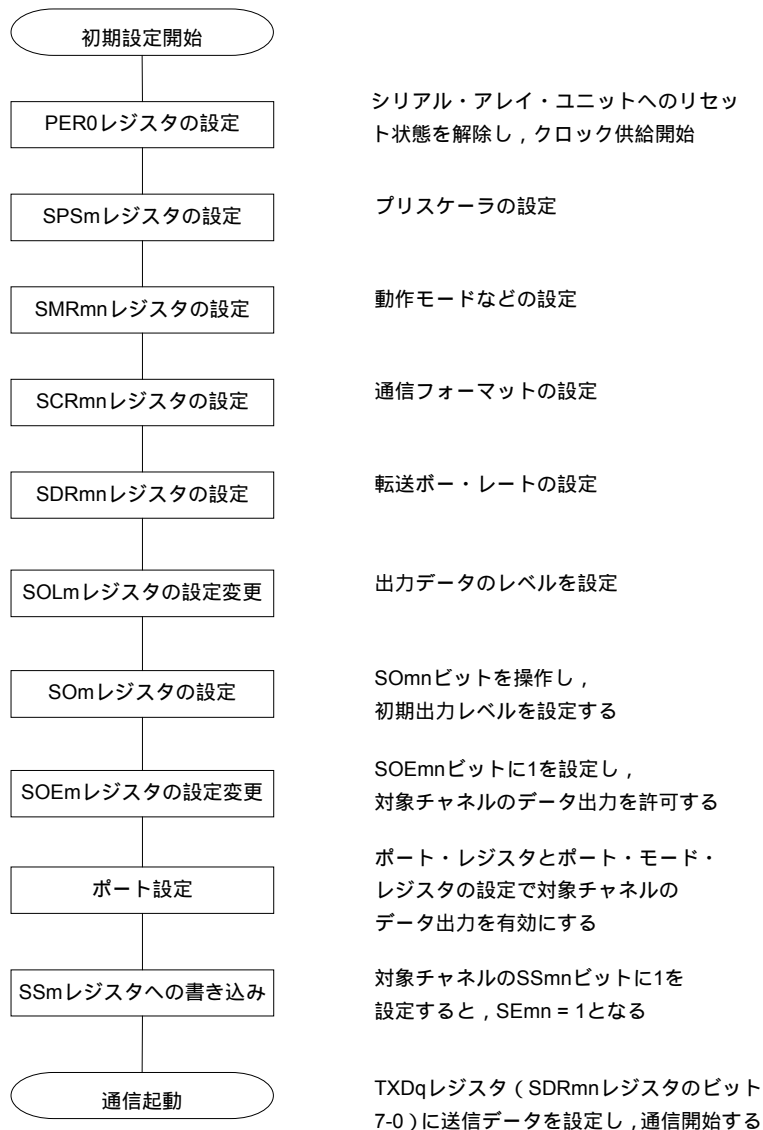 初期設定開始
PER0レジスタの設定
シリアル・アレイ・ユニットへのリセッ
ト状態を解除し，クロック供給開始
SPSmレジスタの設定
プリスケーラの設定
SMRmnレジスタの設定
動作モードなどの設定
SCRmnレジスタの設定
通信フォーマットの設定
SDRmnレジスタの設定
転送ボー・レートの設定
SOLmレジスタの設定変更
出力データのレベルを設定
SOmレジスタの設定
SOmnビットを操作し，
初期出力レベルを設定する
SOEmレジスタの設定変更
SOEmnビットに1を設定し，
対象チャネルのデータ出力を許可する
ポート設定
ポート・レジスタとポート・モード・
レジスタの設定で対象チャネルの
データ出力を有効にする
SSmレジスタへの書き込み
対象チャネルのSSmnビットに1を
設定すると，SEmn = 1となる
通信起動
TXDqレジスタ（SDRmnレジスタのビット
7-0）に送信データを設定し，通信開始する